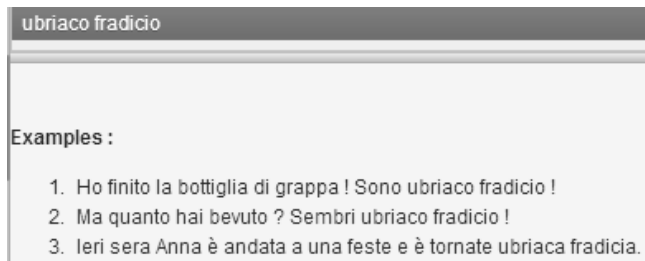 ubriaco fradicio
Examples :
1. Ho finito la bottiglia di grappa ! Sono ubriaco fradicio !
2. Ma quanto hai bevuto ? Sembri ubriaco fradicio !
3. Ieri sera Anna è andata a una feste e è tornate ubriaca fradicia.